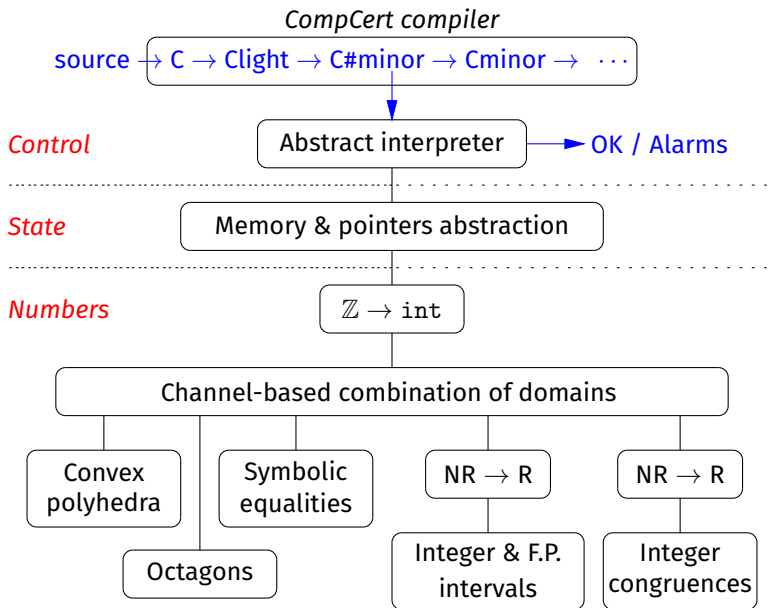 CompCert compiler
source → C → Clight → C#minor → Cminor → ⋯
Control
Abstract interpreter
OK / Alarms
State
Memory & pointers abstraction
Numbers
ℤ → int
Channel-based combination of domains
Convex
polyhedra
Symbolic
equalities
NR → R
NR → R
Octagons
Integer & F.P.
intervals
Integer
congruences